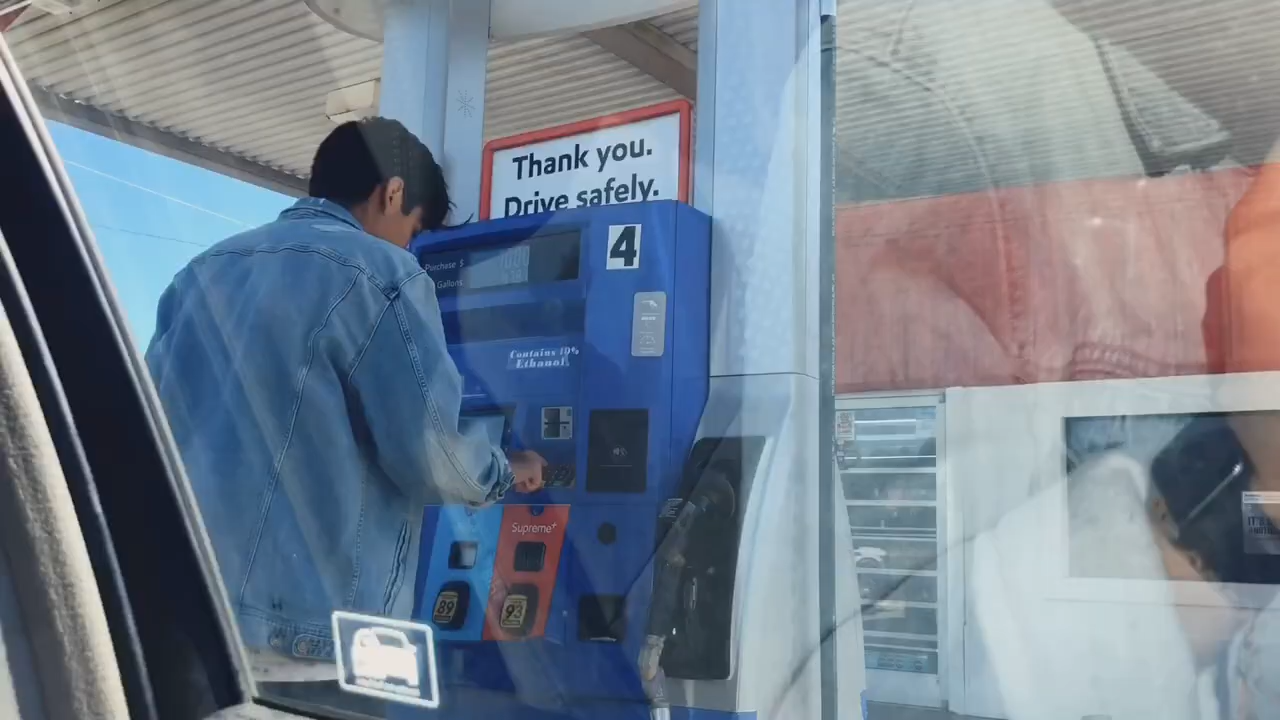 Thank you.
Drive safely.
4
Purchase $
Gallons
Contains 10%
Ethanol
Supreme+
89
93